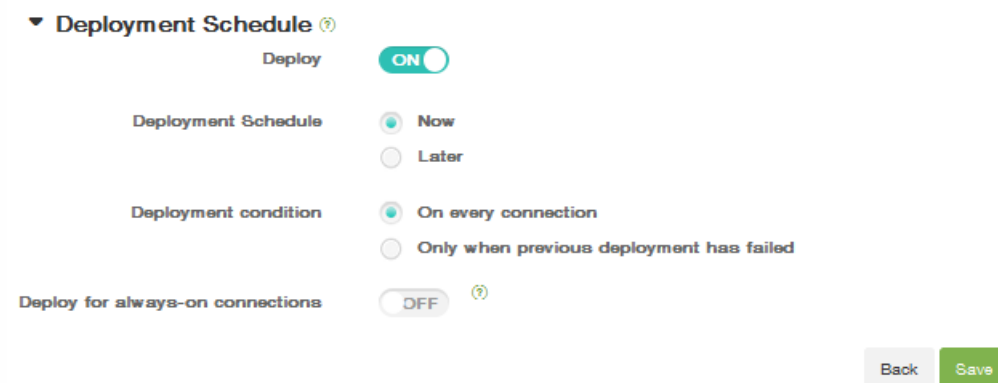 Deployment Schedule (?)
Deploy ON
Deployment Schedule Now
Later
Deployment condition On every connection
Only when previous deployment has failed
Deploy for always-on connections OFF (?)
Back Save